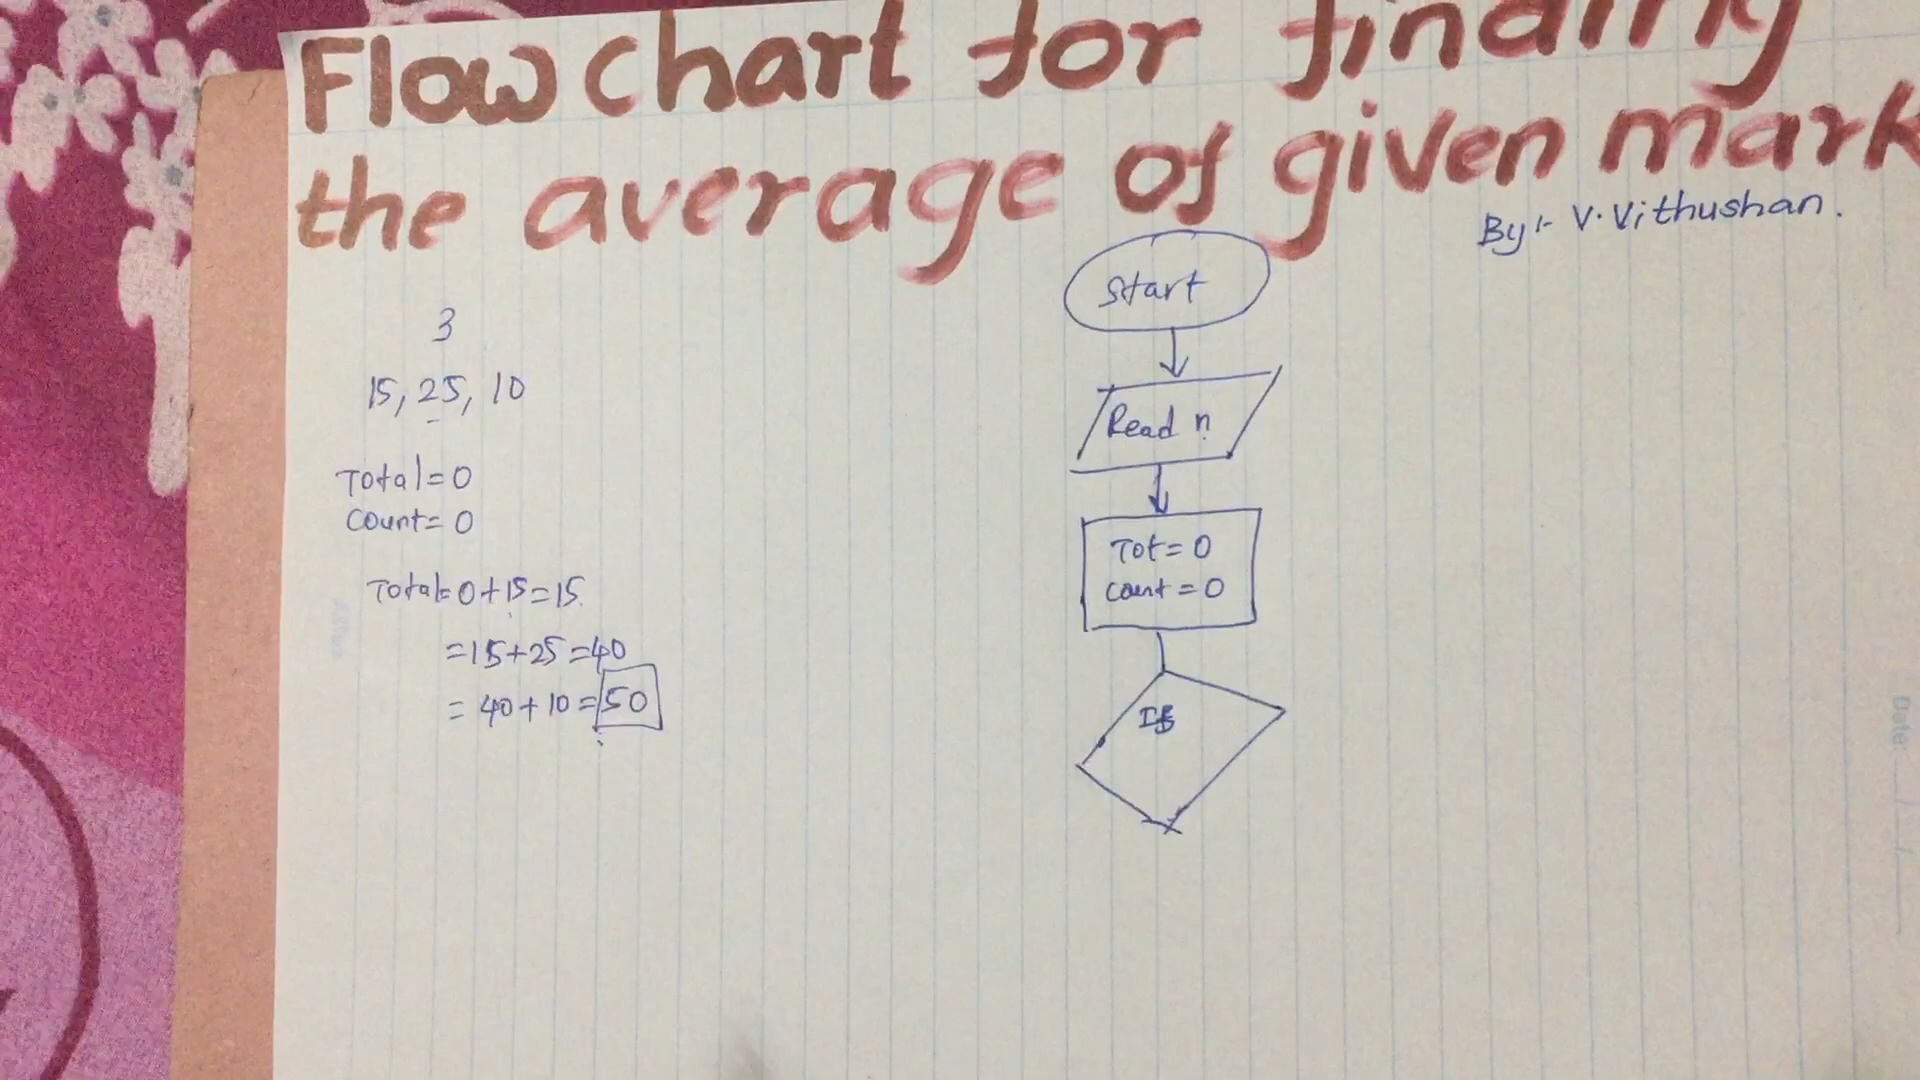 Flow chart for finding
the average of given mark
By:- V. Vithushan.
3
15, 25, 10
Total = 0
Count = 0
Total = 0 + 15 = 15
= 15 + 25 = 40
= 40 + 10 = 50
Start
Read n
Tot = 0
Count = 0
If
Date: